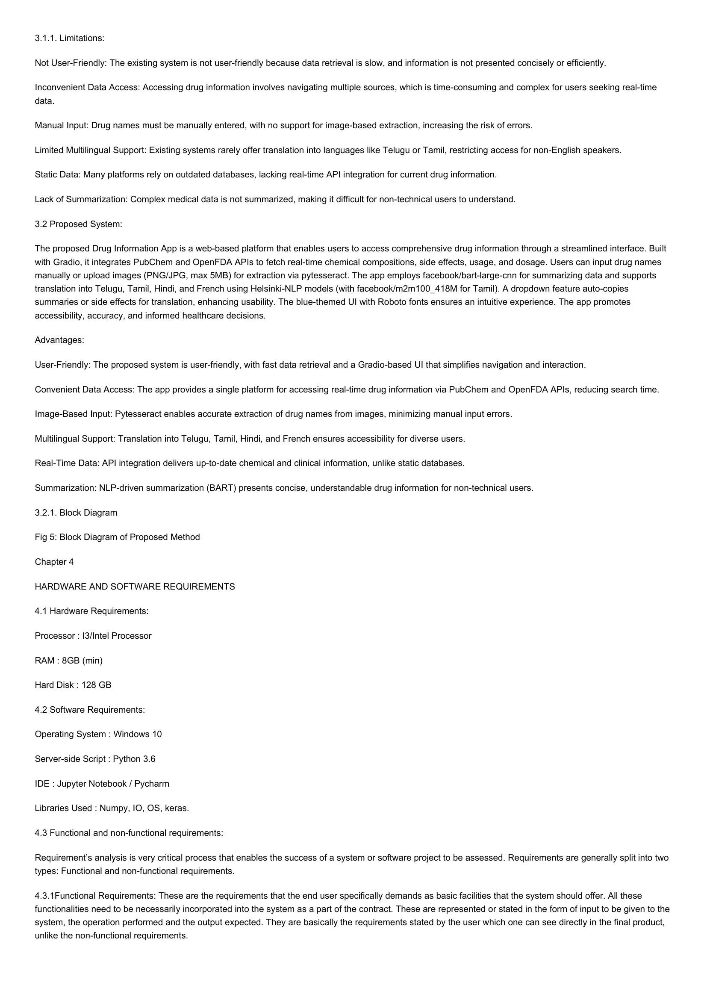 3.1.1. Limitations:
Not User-Friendly: The existing system is not user-friendly because data retrieval is slow, and information is not presented concisely or efficiently.
Inconvenient Data Access: Accessing drug information involves navigating multiple sources, which is time-consuming and complex for users seeking real-time
data.
Manual Input: Drug names must be manually entered, with no support for image-based extraction, increasing the risk of errors.
Limited Multilingual Support: Existing systems rarely offer translation into languages like Telugu or Tamil, restricting access for non-English speakers.
Static Data: Many platforms rely on outdated databases, lacking real-time API integration for current drug information.
Lack of Summarization: Complex medical data is not summarized, making it difficult for non-technical users to understand.
3.2 Proposed System:
The proposed Drug Information App is a web-based platform that enables users to access comprehensive drug information through a streamlined interface. Built
with Gradio, it integrates PubChem and OpenFDA APIs to fetch real-time chemical compositions, side effects, usage, and dosage. Users can input drug names
manually or upload images (PNG/JPG, max 5MB) for extraction via pytesseract. The app employs facebook/bart-large-cnn for summarizing data and supports
translation into Telugu, Tamil, Hindi, and French using Helsinki-NLP models (with facebook/m2m100_418M for Tamil). A dropdown feature auto-copies
summaries or side effects for translation, enhancing usability. The blue-themed UI with Roboto fonts ensures an intuitive experience. The app promotes
accessibility, accuracy, and informed healthcare decisions.
Advantages:
User-Friendly: The proposed system is user-friendly, with fast data retrieval and a Gradio-based UI that simplifies navigation and interaction.
Convenient Data Access: The app provides a single platform for accessing real-time drug information via PubChem and OpenFDA APIs, reducing search time.
Image-Based Input: Pytesseract enables accurate extraction of drug names from images, minimizing manual input errors.
Multilingual Support: Translation into Telugu, Tamil, Hindi, and French ensures accessibility for diverse users.
Real-Time Data: API integration delivers up-to-date chemical and clinical information, unlike static databases.
Summarization: NLP-driven summarization (BART) presents concise, understandable drug information for non-technical users.
3.2.1. Block Diagram
Fig 5: Block Diagram of Proposed Method
Chapter 4
HARDWARE AND SOFTWARE REQUIREMENTS
4.1 Hardware Requirements:
Processor : I3/Intel Processor
RAM : 8GB (min)
Hard Disk : 128 GB
4.2 Software Requirements:
Operating System : Windows 10
Server-side Script : Python 3.6
IDE : Jupyter Notebook / Pycharm
Libraries Used : Numpy, IO, OS, keras.
4.3 Functional and non-functional requirements:
Requirement’s analysis is very critical process that enables the success of a system or software project to be assessed. Requirements are generally split into two
types: Functional and non-functional requirements.
4.3.1Functional Requirements: These are the requirements that the end user specifically demands as basic facilities that the system should offer. All these
functionalities need to be necessarily incorporated into the system as a part of the contract. These are represented or stated in the form of input to be given to the
system, the operation performed and the output expected. They are basically the requirements stated by the user which one can see directly in the final product,
unlike the non-functional requirements.